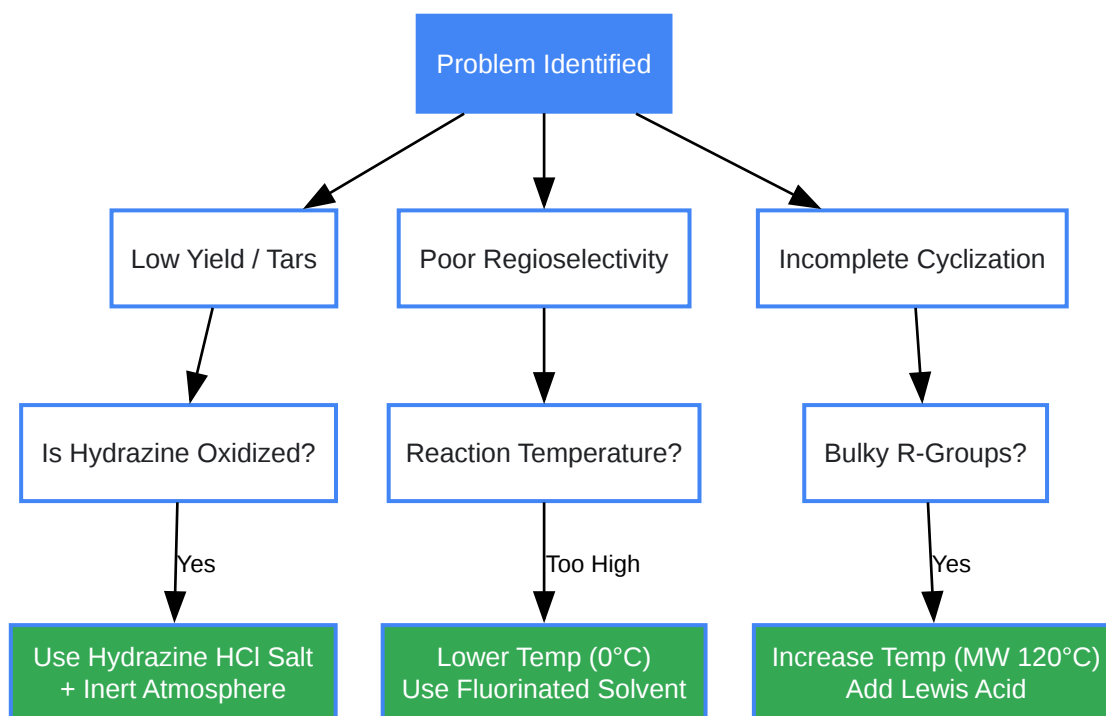 Problem Identified
Low Yield / Tars
Poor Regioselectivity
Incomplete Cyclization
Is Hydrazine Oxidized?
Reaction Temperature?
Bulky R-Groups?
Yes
Too High
Yes
Use Hydrazine HCl Salt
+ Inert Atmosphere
Lower Temp (0°C)
Use Fluorinated Solvent
Increase Temp (MW 120°C)
Add Lewis Acid